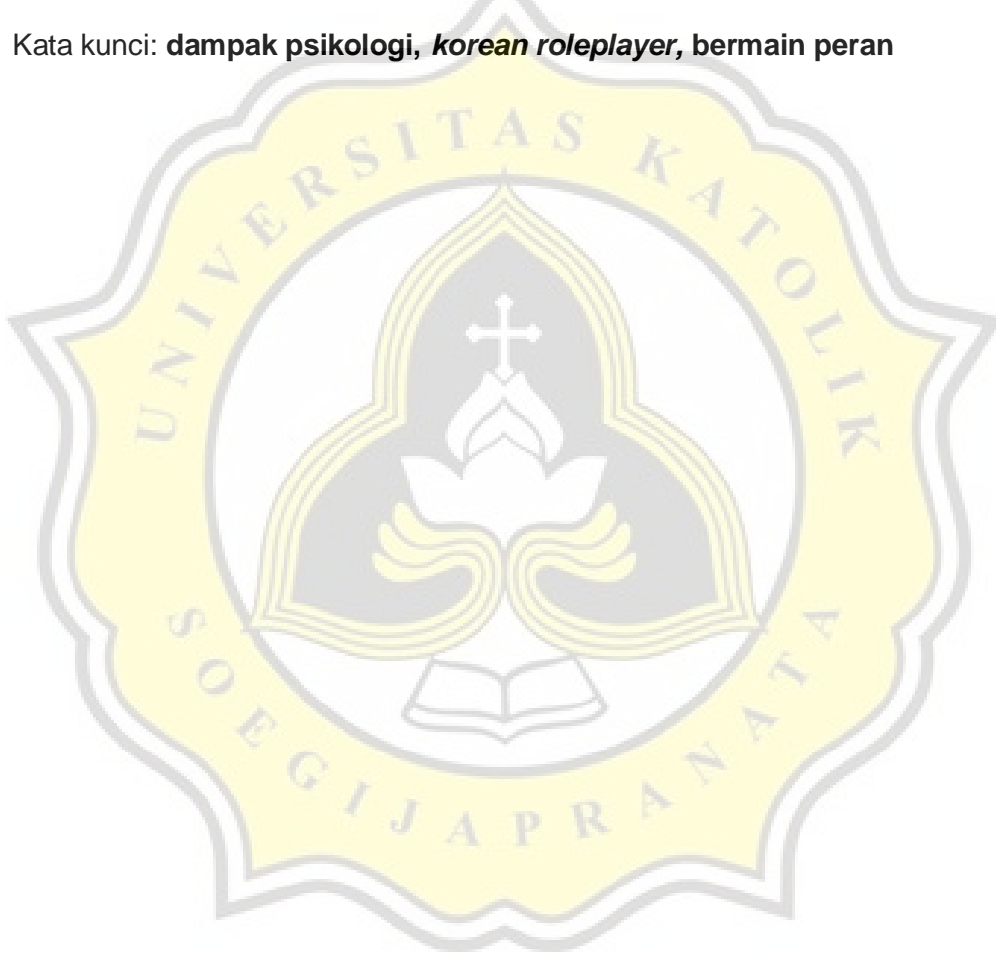 Kata kunci: dampak psikologi, korean roleplayer, bermain peran
UNIVERSITAS KATOLIK
SOEGIJAPRANATA